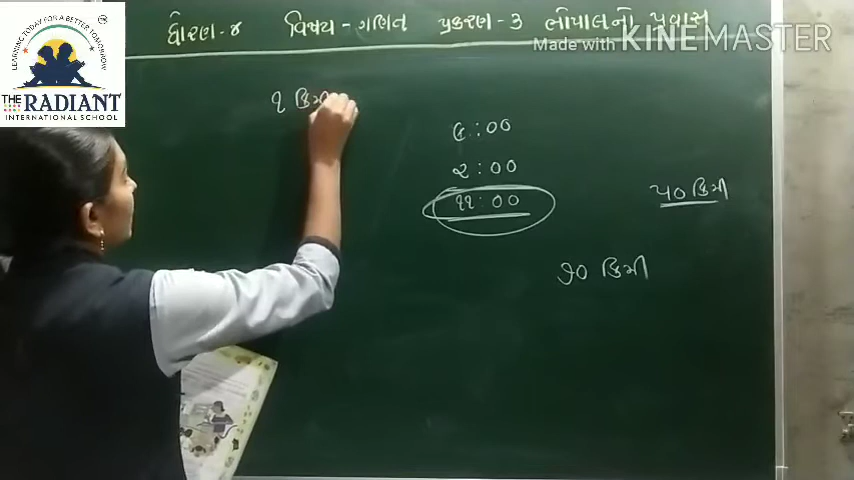 LEARNING TODAY FOR A BETTER TOMORROW
THE RADIANT
INTERNATIONAL SCHOOL
ધોરણ - ૪ વિષય - ગણિત પ્રકરણ - ૩ ભોપાલનો પ્રવાસ
Made with KINEMASTER
૧ કિમી
૯ : ૦૦
૨ : ૦૦
૧૧ : ૦૦
૫૦ કિમી
૭૦ કિમી